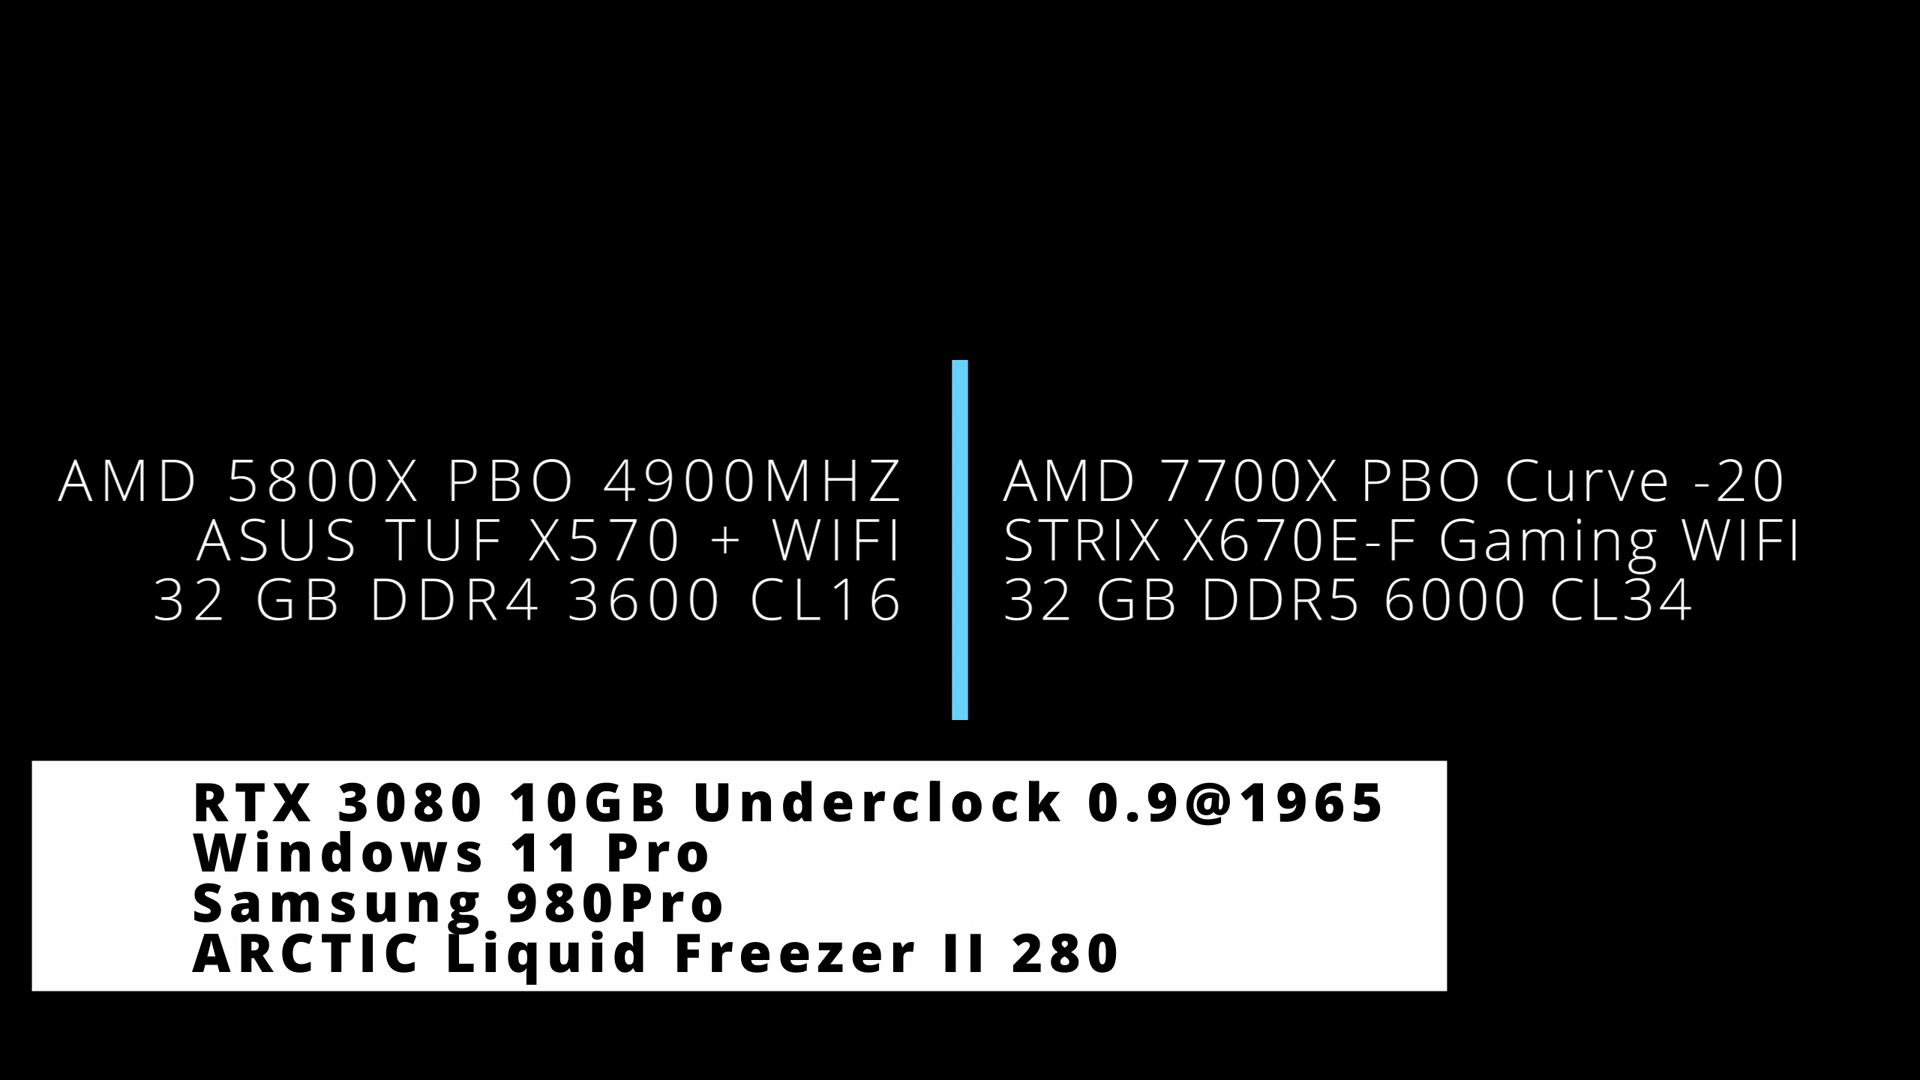 AMD 5800X PBO 4900MHZ
ASUS TUF X570 + WIFI
32 GB DDR4 3600 CL16
AMD 7700X PBO Curve -20
STRIX X670E-F Gaming WIFI
32 GB DDR5 6000 CL34
RTX 3080 10GB Underclock 0.9@1965
Windows 11 Pro
Samsung 980Pro
ARCTIC Liquid Freezer II 280